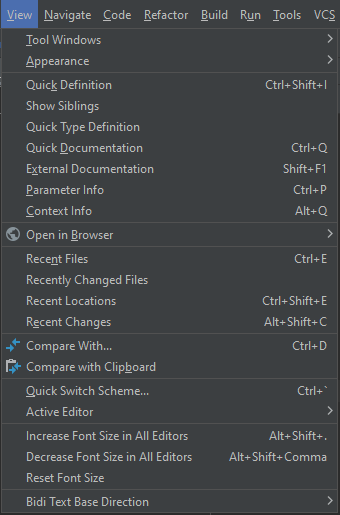 View Navigate Code Refactor Build Run Tools VCS
Tool Windows
Appearance
Quick Definition Ctrl+Shift+I
Show Siblings
Quick Type Definition
Quick Documentation Ctrl+Q
External Documentation Shift+F1
Parameter Info Ctrl+P
Context Info Alt+Q
Open in Browser
Recent Files Ctrl+E
Recently Changed Files
Recent Locations Ctrl+Shift+E
Recent Changes Alt+Shift+C
Compare With... Ctrl+D
Compare with Clipboard
Quick Switch Scheme... Ctrl+`
Active Editor
Increase Font Size in All Editors Alt+Shift+.
Decrease Font Size in All Editors Alt+Shift+Comma
Reset Font Size
Bidi Text Base Direction